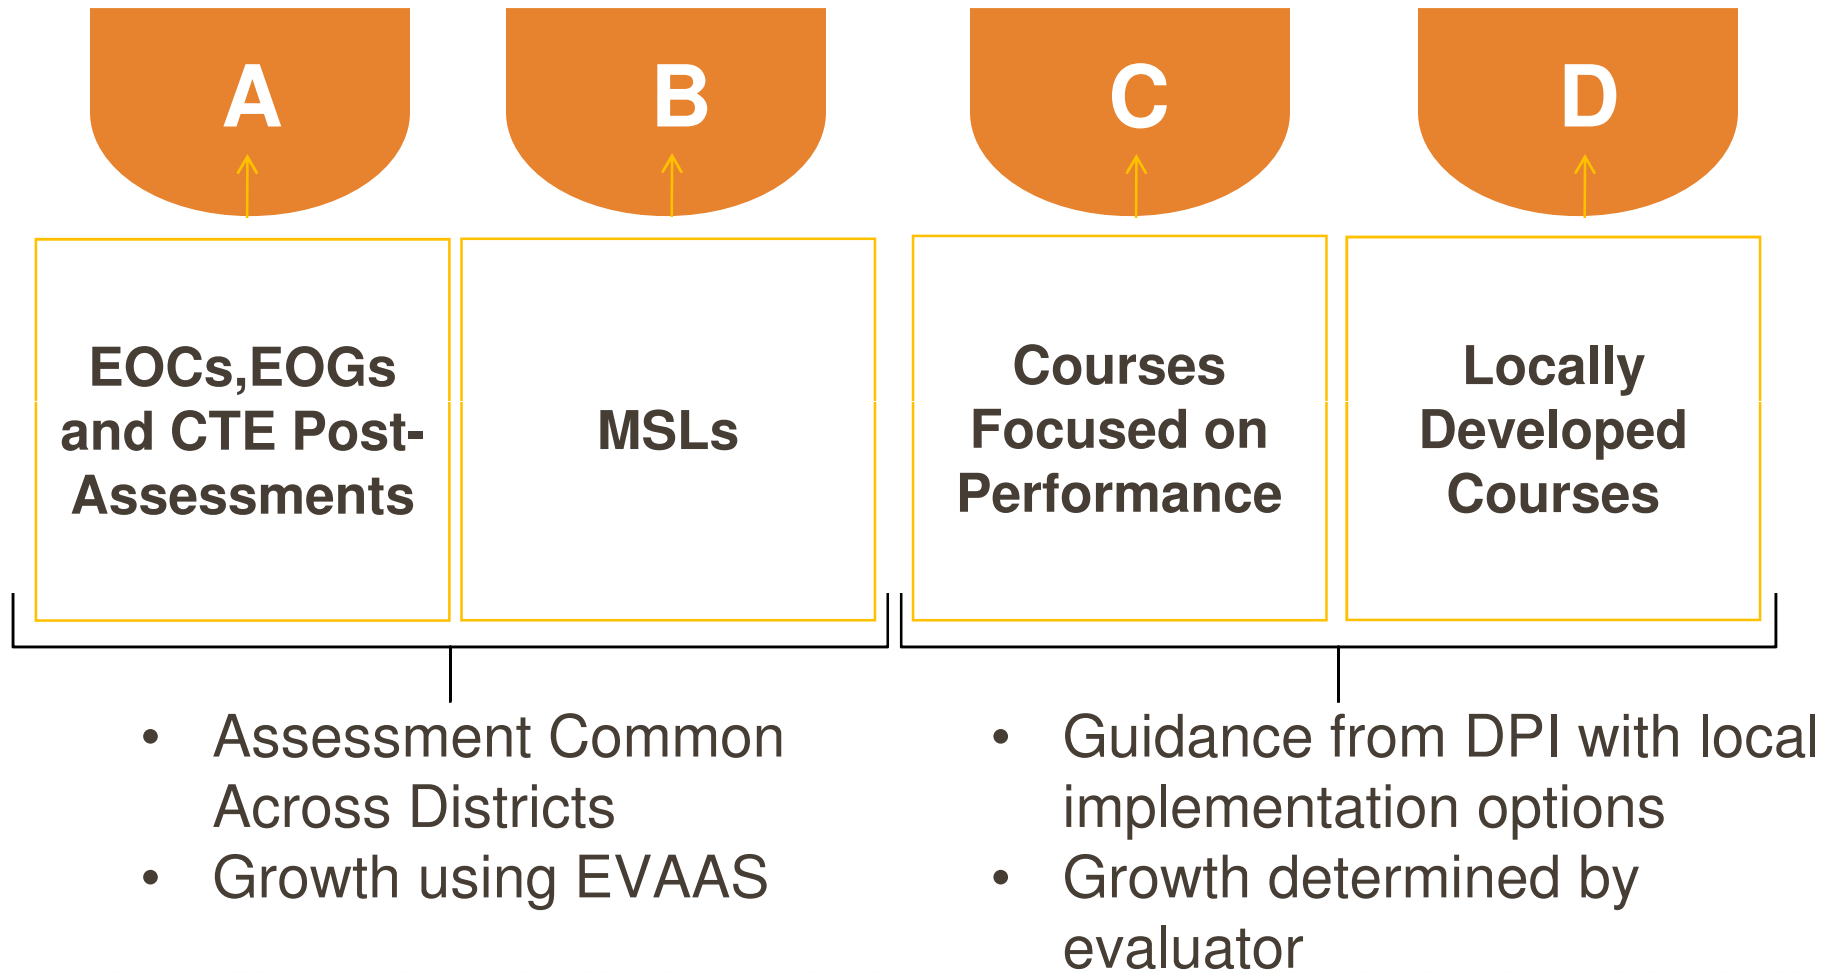 A
B
C
D
EOCs,EOGs
and CTE Post-
Assessments
MSLs
Courses
Focused on
Performance
Locally
Developed
Courses
• Assessment Common
Across Districts
• Growth using EVAAS
• Guidance from DPI with local
implementation options
• Growth determined by
evaluator